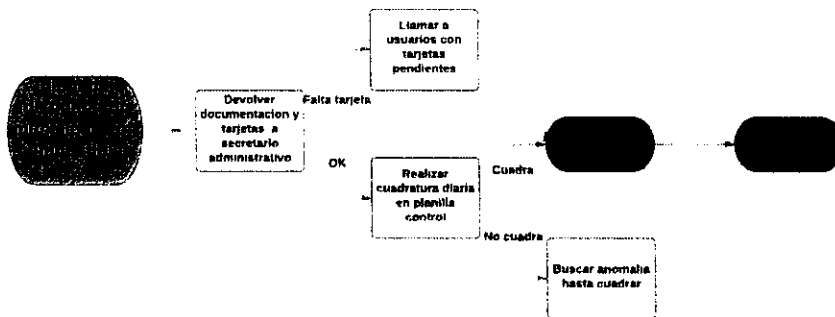 Llamar a
usuarios con
tarjetas
pendientes
Devolver
documentacion y
tarjetas a
secretario
administrativo
Falta tarjeta
OK
Realizar
cuadratura diaria
en planilla
control
Cuadra
No cuadra
Buscar anomalia
hasta cuadrar